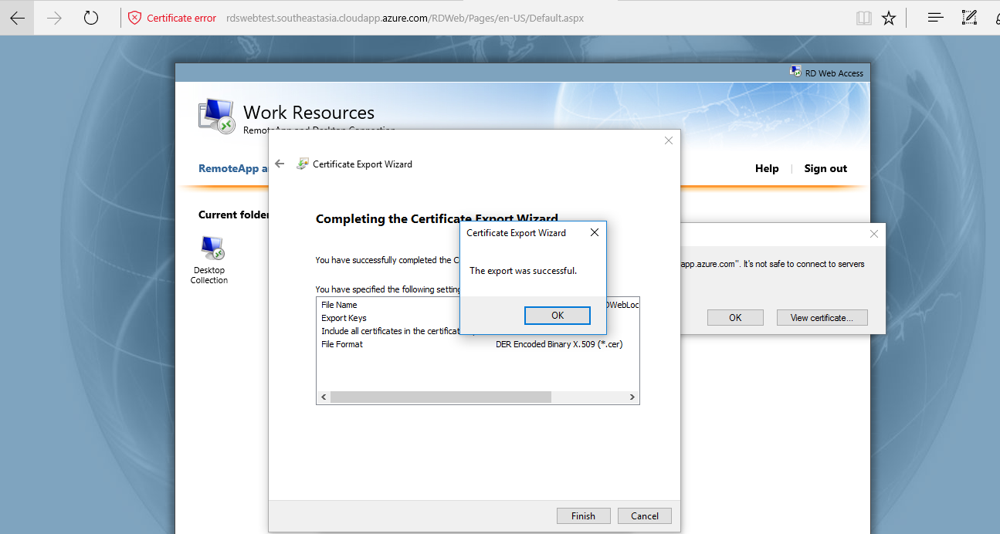 Certificate error rdswebtest.southeastasia.cloudapp.azure.com/RDWeb/Pages/en-US/Default.aspx
RD Web Access
Work Resources
RemoteApp and Desktop Connection
RemoteApp a
Help | Sign out
Certificate Export Wizard
Current folder
Completing the Certificate Export Wizard
Certificate Export Wizard
You have successfully completed the C
The export was successful.
app.azure.com". It's not safe to connect to servers
Desktop
Collection
You have specified the following setting
File Name
DWebLoc
Export Keys
OK
OK
View certificate...
Include all certificates in the certificat
File Format DER Encoded Binary X.509 (*.cer)
Finish
Cancel